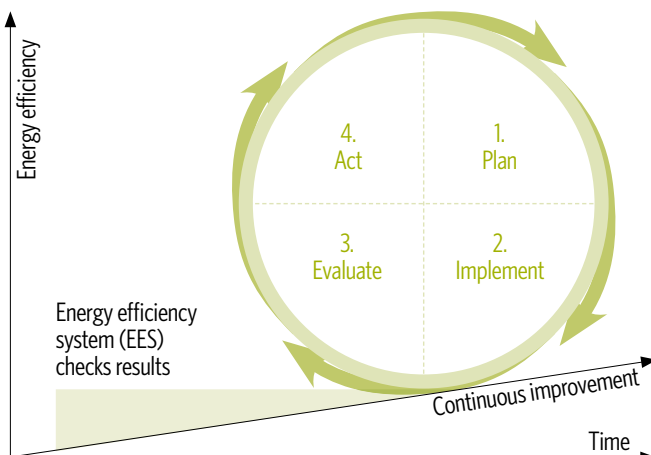 Energy efficiency
4.
Act
1.
Plan
3.
Evaluate
2.
Implement
Energy efficiency
system (EES)
checks results
Continuous improvement
Time